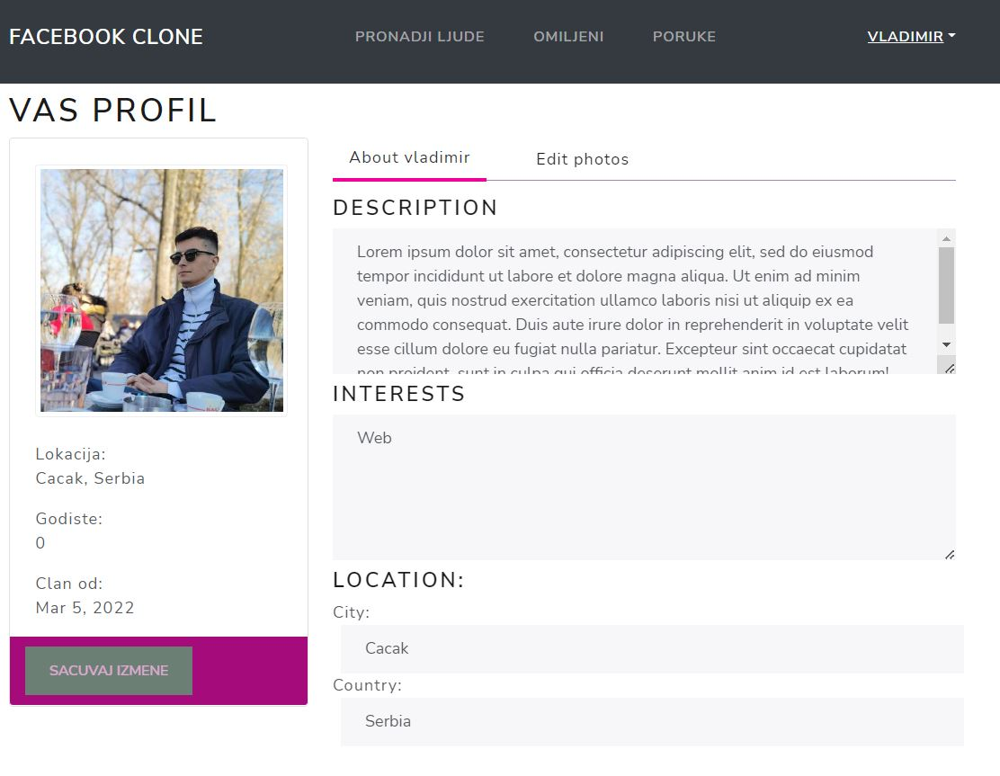 FACEBOOK CLONE
PRONADJI LJUDE
OMILJENI
PORUKE
VLADIMIR
VAS PROFIL
Lokacija:
Cacak, Serbia
Godiste:
0
Clan od:
Mar 5, 2022
SACUVAJ IZMENE
About vladimir
Edit photos
DESCRIPTION
Lorem ipsum dolor sit amet, consectetur adipiscing elit, sed do eiusmod
tempor incididunt ut labore et dolore magna aliqua. Ut enim ad minim
veniam, quis nostrud exercitation ullamco laboris nisi ut aliquip ex ea
commodo consequat. Duis aute irure dolor in reprehenderit in voluptate velit
esse cillum dolore eu fugiat nulla pariatur. Excepteur sint occaecat cupidatat
non proident, sunt in culpa qui officia deserunt mollit anim id est laborum!
INTERESTS
Web
LOCATION:
City:
Cacak
Country:
Serbia